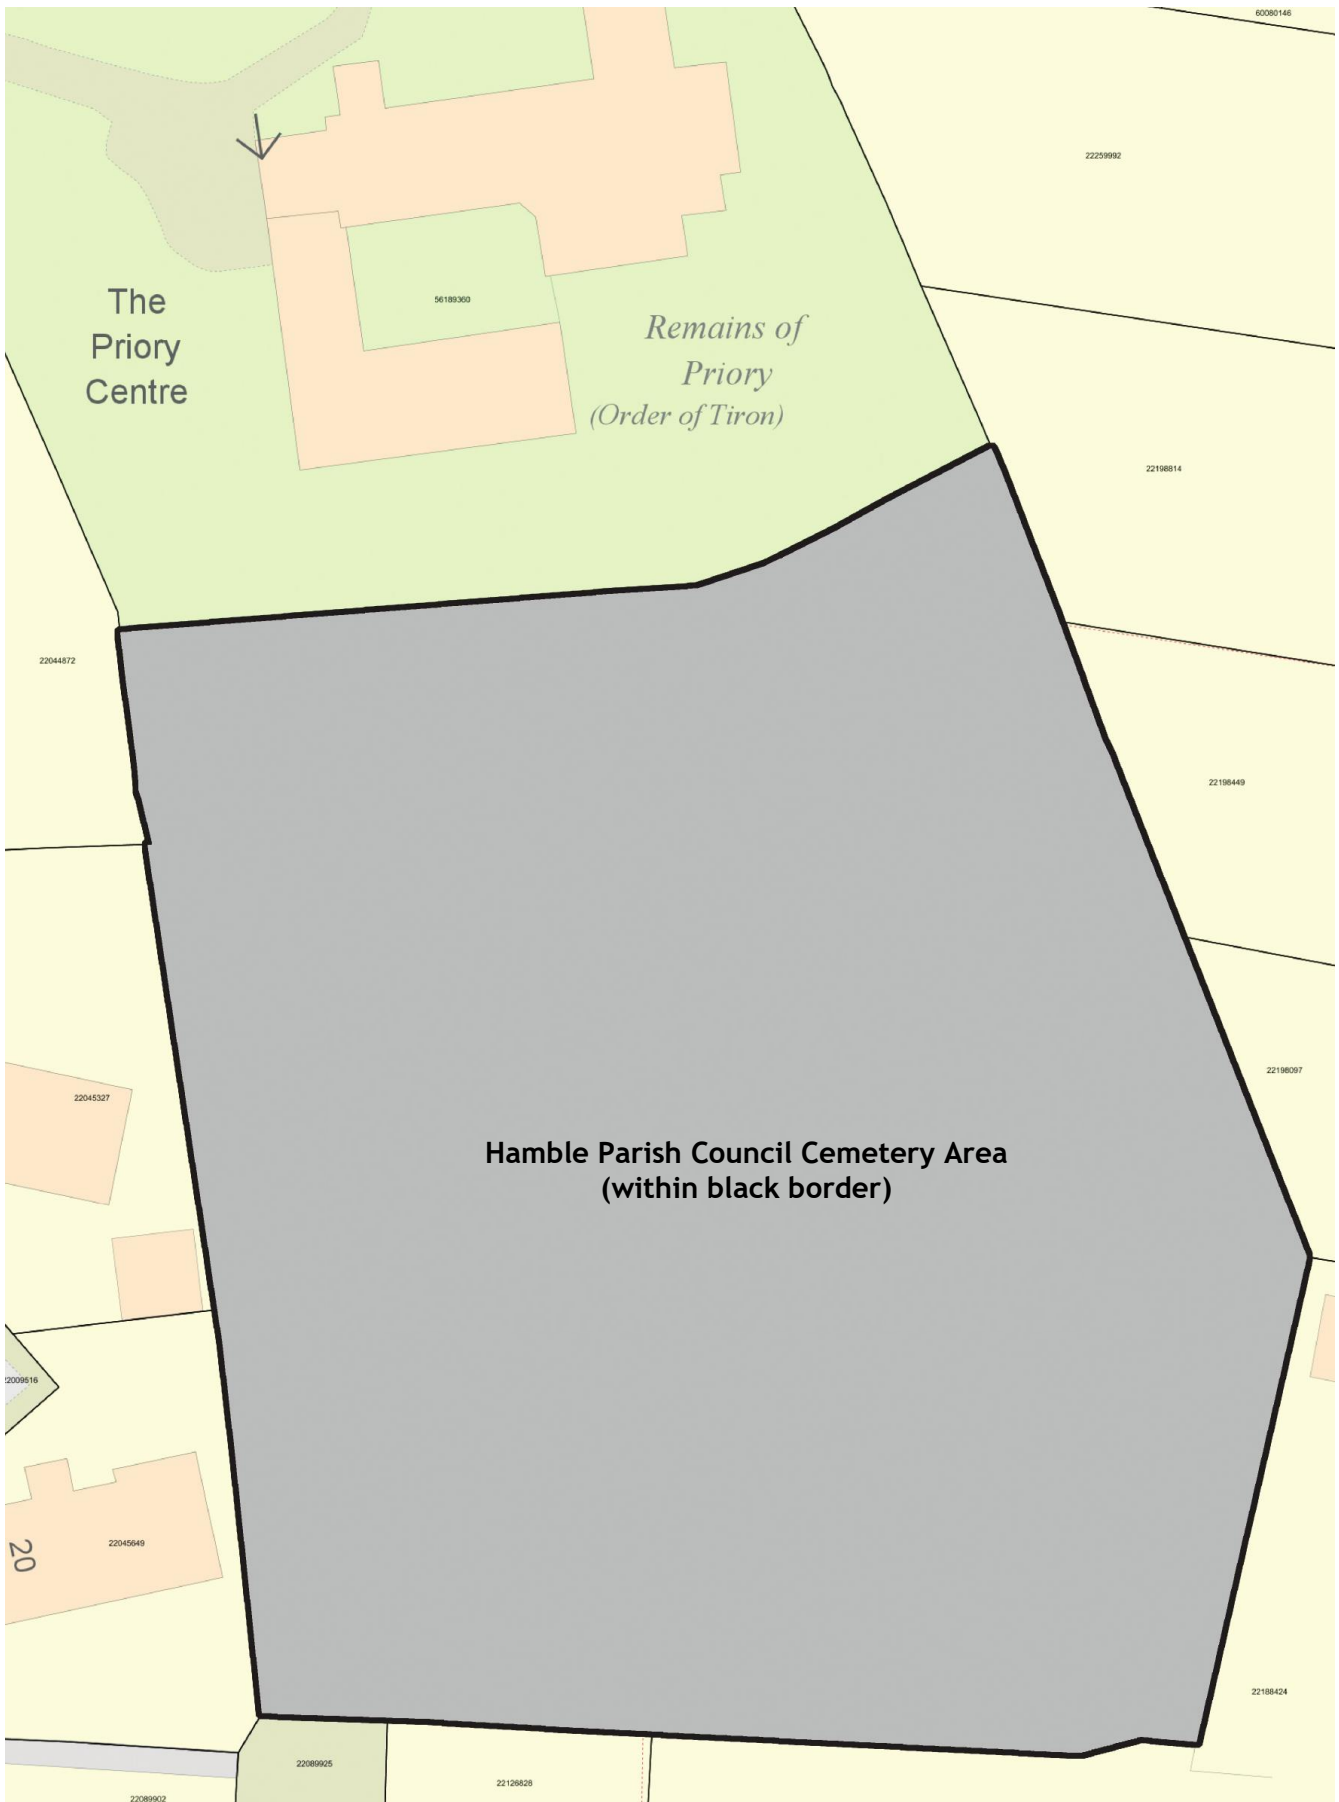 60080146
22259992
The
Priory
Centre
56189360
Remains of
Priory
(Order of Tiron)
22198814
22044872
22198449
22198097
22045327
Hamble Parish Council Cemetery Area
(within black border)
22009516
20
22045649
22188424
22089925
22126828
22089902